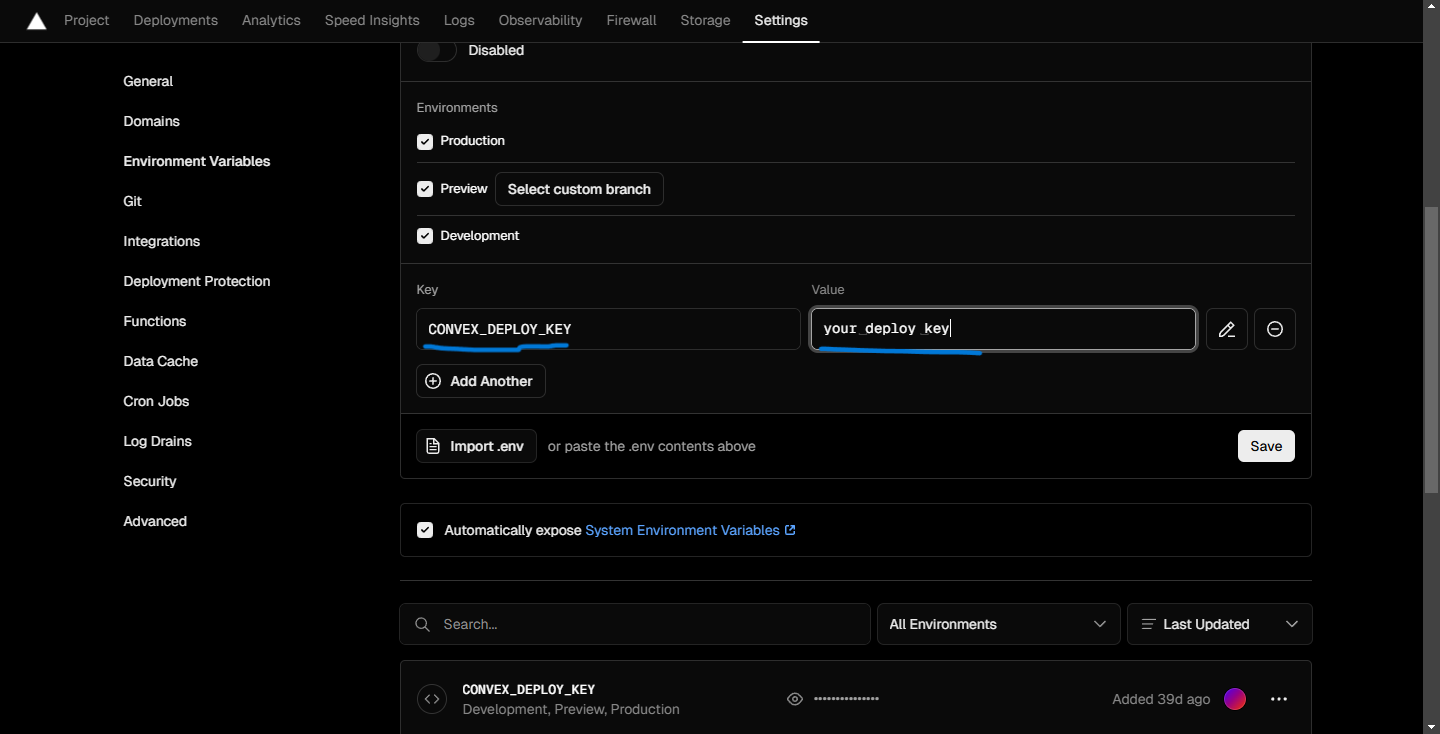 Project Deployments Analytics Speed Insights Logs Observability Firewall Storage Settings
Disabled
General
Domains
Environment Variables
Git
Integrations
Deployment Protection
Functions
Data Cache
Cron Jobs
Log Drains
Security
Advanced
Environments
Production
Preview Select custom branch
Development
Key Value
CONVEX_DEPLOY_KEY your_deploy_key
Add Another
Import .env or paste the .env contents above Save
Automatically expose System Environment Variables
Search... All Environments Last Updated
CONVEX_DEPLOY_KEY
Development, Preview, Production
••••••••••••••• Added 39d ago